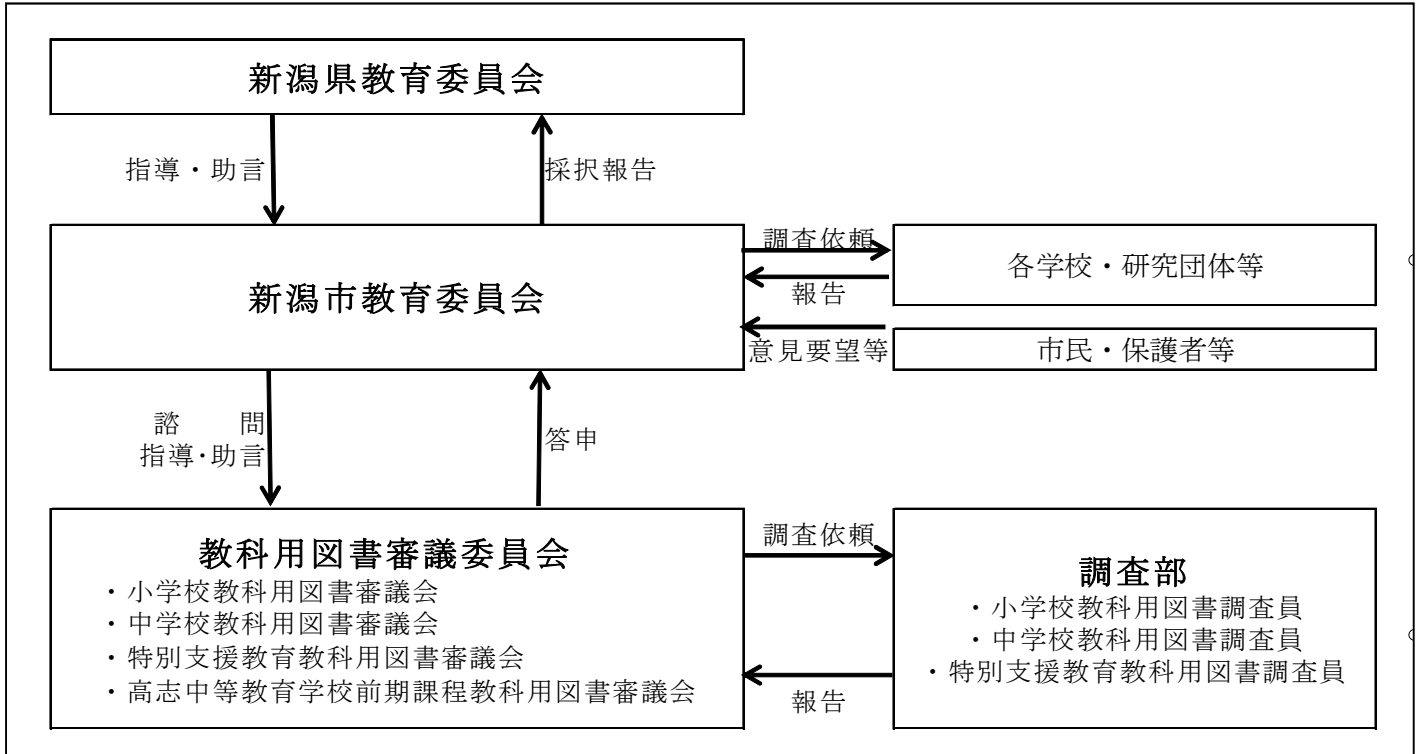 新潟県教育委員会
指導・助言
採択報告
新潟市教育委員会
調査依頼
報告
意見要望等
各学校・研究団体等
市民・保護者等
諮　　問
指導・助言
答申
教科用図書審議委員会
・小学校教科用図書審議会
・中学校教科用図書審議会
・特別支援教育教科用図書審議会
・高志中等教育学校前期課程教科用図書審議会
調査依頼
報告
調査部
・小学校教科用図書調査員
・中学校教科用図書調査員
・特別支援教育教科用図書調査員